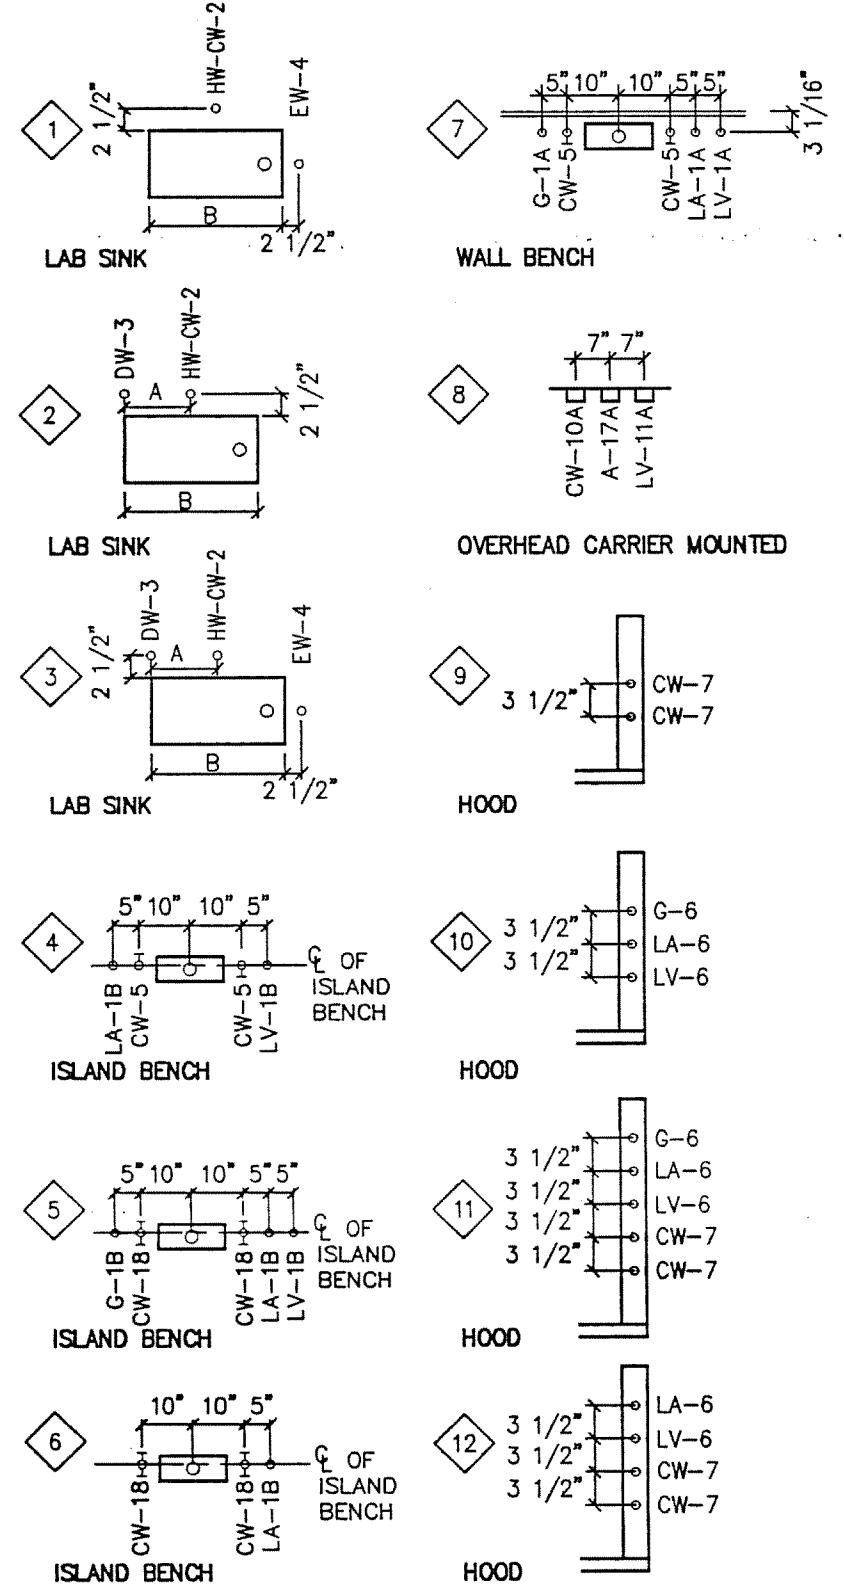 HW-CW-2
EW-4
1
2 1/2"
B
2 1/2"
LAB SINK
DW-3
HW-CW-2
A
2
2 1/2"
B
LAB SINK
DW-3
HW-CW-2
EW-4
A
3
2 1/2"
B
2 1/2"
LAB SINK
5" 10" 10" 5"
4
℄ OF
ISLAND
BENCH
LA-1B
CW-5
CW-5
LV-1B
ISLAND BENCH
5" 10" 10" 5" 5"
5
℄ OF
ISLAND
BENCH
G-1B
CW-18
CW-18
LA-1B
LV-1B
ISLAND BENCH
10" 10" 5"
6
℄ OF
ISLAND
BENCH
CW-18
CW-18
LA-1B
ISLAND BENCH
5" 10" 10" 5" 5"
7
3 1/16"
G-1A
CW-5
CW-5
LA-1A
LV-1A
WALL BENCH
7" 7"
8
CW-10A
A-17A
LV-11A
OVERHEAD CARRIER MOUNTED
9
CW-7
3 1/2"
CW-7
HOOD
10
G-6
3 1/2"
LA-6
3 1/2"
LV-6
HOOD
11
G-6
3 1/2"
LA-6
3 1/2"
LV-6
3 1/2"
CW-7
3 1/2"
CW-7
HOOD
12
LA-6
3 1/2"
LV-6
3 1/2"
CW-7
3 1/2"
CW-7
HOOD